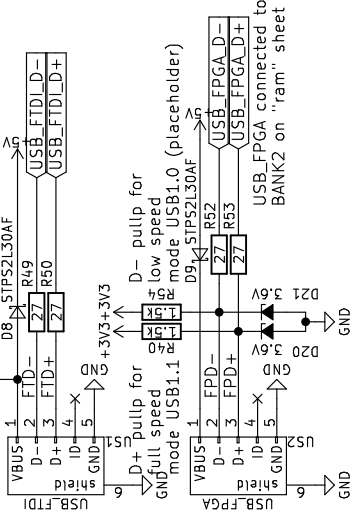 USB_FTDI_D-
USB_FTDI_D+
5V
D8
STPS2L30AF
R49
27
R50
27
FTD-
FTD+
GND
1
2
3
4
5
VBUS
D-
D+
ID
GND
shield
6
GND
US1
USB_FTDI
USB_FPGA_D-
USB_FPGA_D+
USB_FPGA connected to
BANK2 on "ram" sheet
5V
D9
STPS2L30AF
R52
27
R53
27
D- pullp for
low speed
mode USB1.0 (placeholder)
+3V3
+3V3
R54
1.5k
R40
1.5k
D+ pullp for
full speed
mode USB1.1
3.6V
D21
3.6V
D20
GND
FPD-
FPD+
GND
1
2
3
4
5
VBUS
D-
D+
ID
GND
shield
6
GND
US2
USB_FPGA